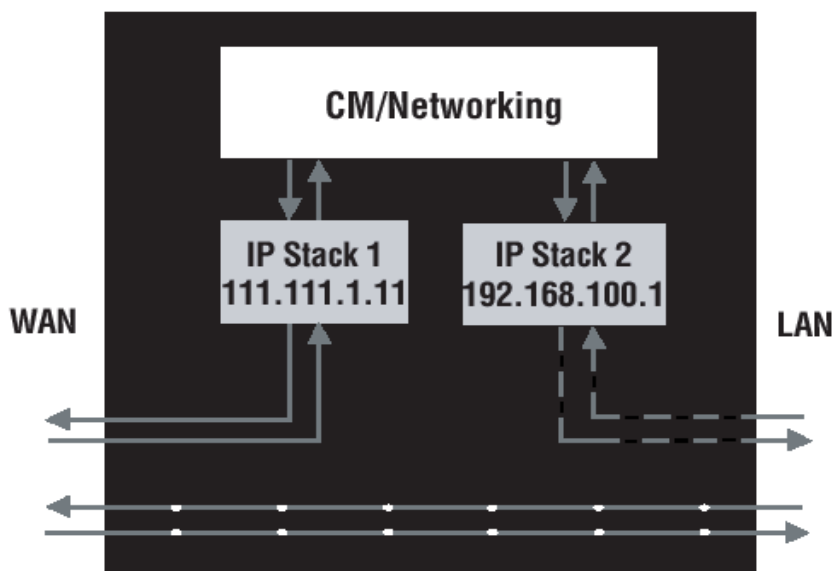 CM/Networking
IP Stack 1
111.111.1.11
IP Stack 2
192.168.100.1
WAN
LAN